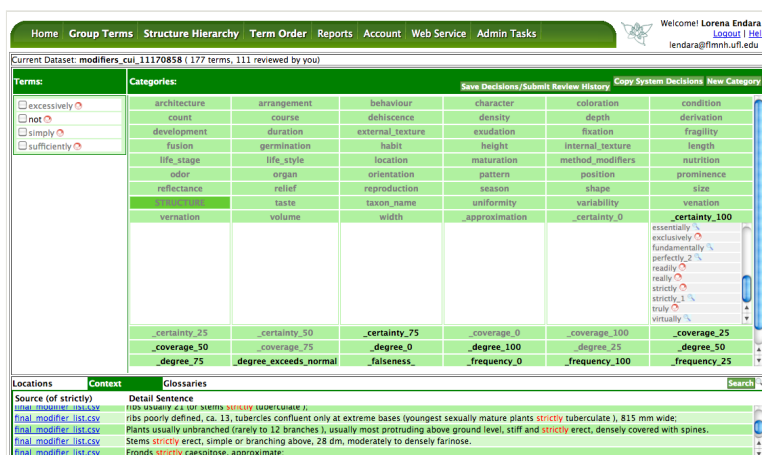 Welcome! Lorena Endara
Home Group Terms Structure Hierarchy Term Order Reports Account Web Service Admin Tasks
Logout | Hel
lendara@flmnh.ufl.edu
Current Dataset: modifiers_cui_11170858 ( 177 terms, 111 reviewed by you)
Terms: Categories: Save Decisions/Submit Review History Copy System Decisions New Category
excessively architecture arrangement behaviour character coloration condition
not count course dehiscence density depth derivation
simply development duration external_texture exudation fixation fragility
sufficiently fusion germination habit height internal_texture length
life_stage life_style location maturation method_modifiers nutrition
odor organ orientation pattern position prominence
reflectance relief reproduction season shape size
STRUCTURE taste taxon_name uniformity variability venation
vernation volume width _approximation _certainty_0 _certainty_100
essentially
exclusively
fundamentally
perfectly_2
readily
really
strictly
strictly_1
truly
virtually
_certainty_25 _certainty_50 _certainty_75 _coverage_0 _coverage_100 _coverage_25
_coverage_50 _coverage_75 _degree_0 _degree_100 _degree_25 _degree_50
_degree_75 _degree_exceeds_normal _falseness_ _frequency_0 _frequency_100 _frequency_25
Locations Context Glossaries Search
Source (of strictly) Detail Sentence
final_modifier_list.csv ribs usually 21 (or stems strictly tuberculate ),
final_modifier_list.csv ribs poorly defined, ca. 13, tubercles confluent only at extreme bases (youngest sexually mature plants strictly tuberculate ), 815 mm wide;
final_modifier_list.csv Plants usually unbranched (rarely to 12 branches ), usually most protruding above ground level, stiff and strictly erect, densely covered with spines.
final_modifier_list.csv Stems strictly erect, simple or branching above, 28 dm, moderately to densely farinose.
final_modifier_list.csv Fronds strictly caespitose, approximate;